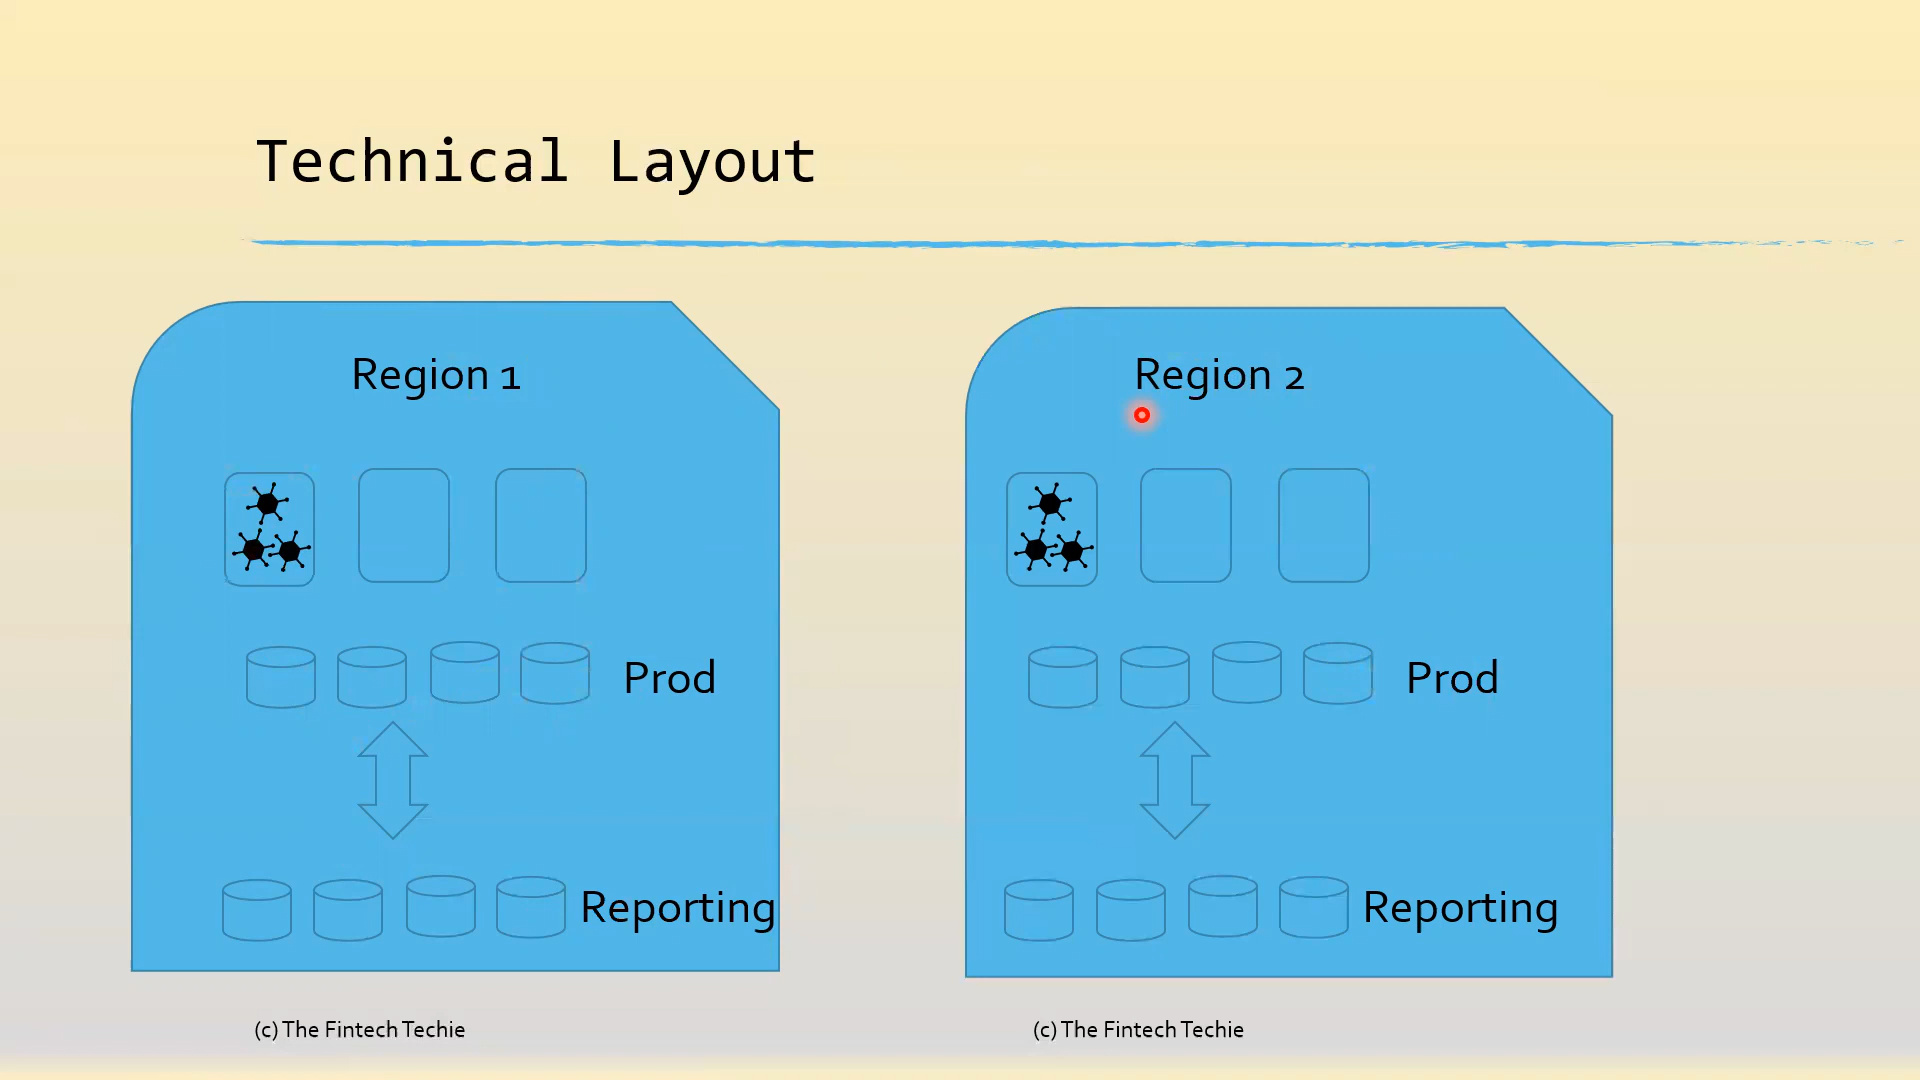 Technical Layout
Region 1
Prod
Reporting
(c) The Fintech Techie
Region 2
Prod
Reporting
(c) The Fintech Techie